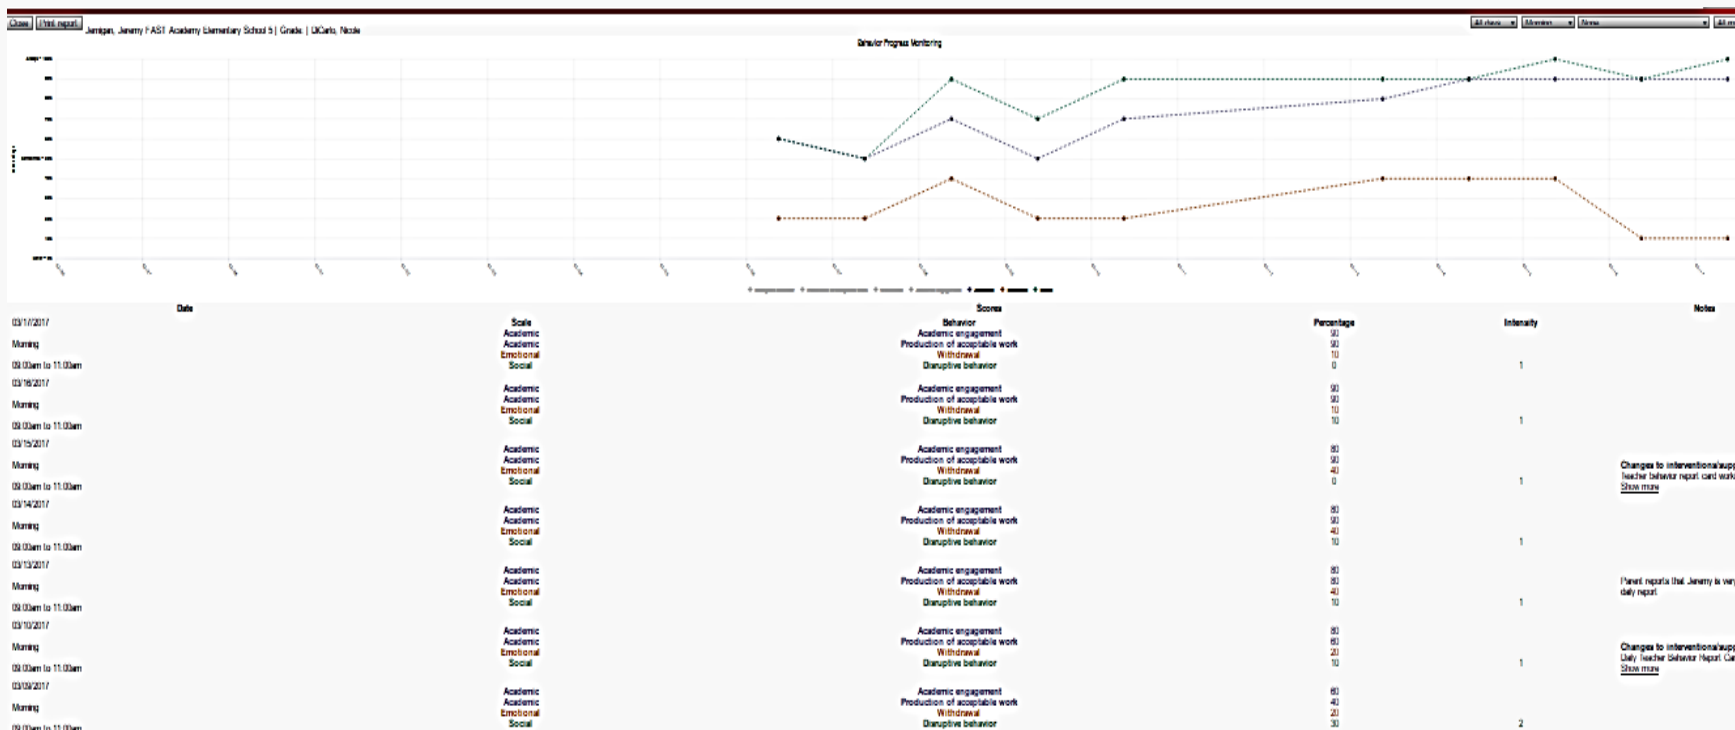 Close Print report All days Morning None
Jernigan, Jeremy FAST Academy Elementary School 5 | Grade: | DiCarlo, Nicole
Behavior Progress Monitoring
Date Scores Notes
03/17/2017 Scale Behavior Percentage Intensity
Academic Academic engagement 90
Morning Academic Production of acceptable work 90
Emotional Withdrawal 10
09:00am to 11:00am Social Disruptive behavior 0 1
03/16/2017
Academic Academic engagement 90
Morning Academic Production of acceptable work 90
Emotional Withdrawal 10
09:00am to 11:00am Social Disruptive behavior 10 1
03/15/2017
Academic Academic engagement 80
Morning Academic Production of acceptable work 90 Changes to interventions/supp
Emotional Withdrawal 40 Teacher behavior report card work
09:00am to 11:00am Social Disruptive behavior 0 1 Show more
03/14/2017
Academic Academic engagement 80
Morning Academic Production of acceptable work 90
Emotional Withdrawal 40
09:00am to 11:00am Social Disruptive behavior 10 1
03/13/2017
Academic Academic engagement 80
Morning Academic Production of acceptable work 80 Parent reports that Jeremy is very
Emotional Withdrawal 40 daily report
09:00am to 11:00am Social Disruptive behavior 10 1
03/10/2017
Academic Academic engagement 80
Morning Academic Production of acceptable work 60 Changes to interventions/supp
Emotional Withdrawal 20 Daily Teacher Behavior Report Ca
09:00am to 11:00am Social Disruptive behavior 10 1 Show more
03/09/2017
Academic Academic engagement 60
Morning Academic Production of acceptable work 40
Emotional Withdrawal 20
09:00am to 11:00am Social Disruptive behavior 30 2